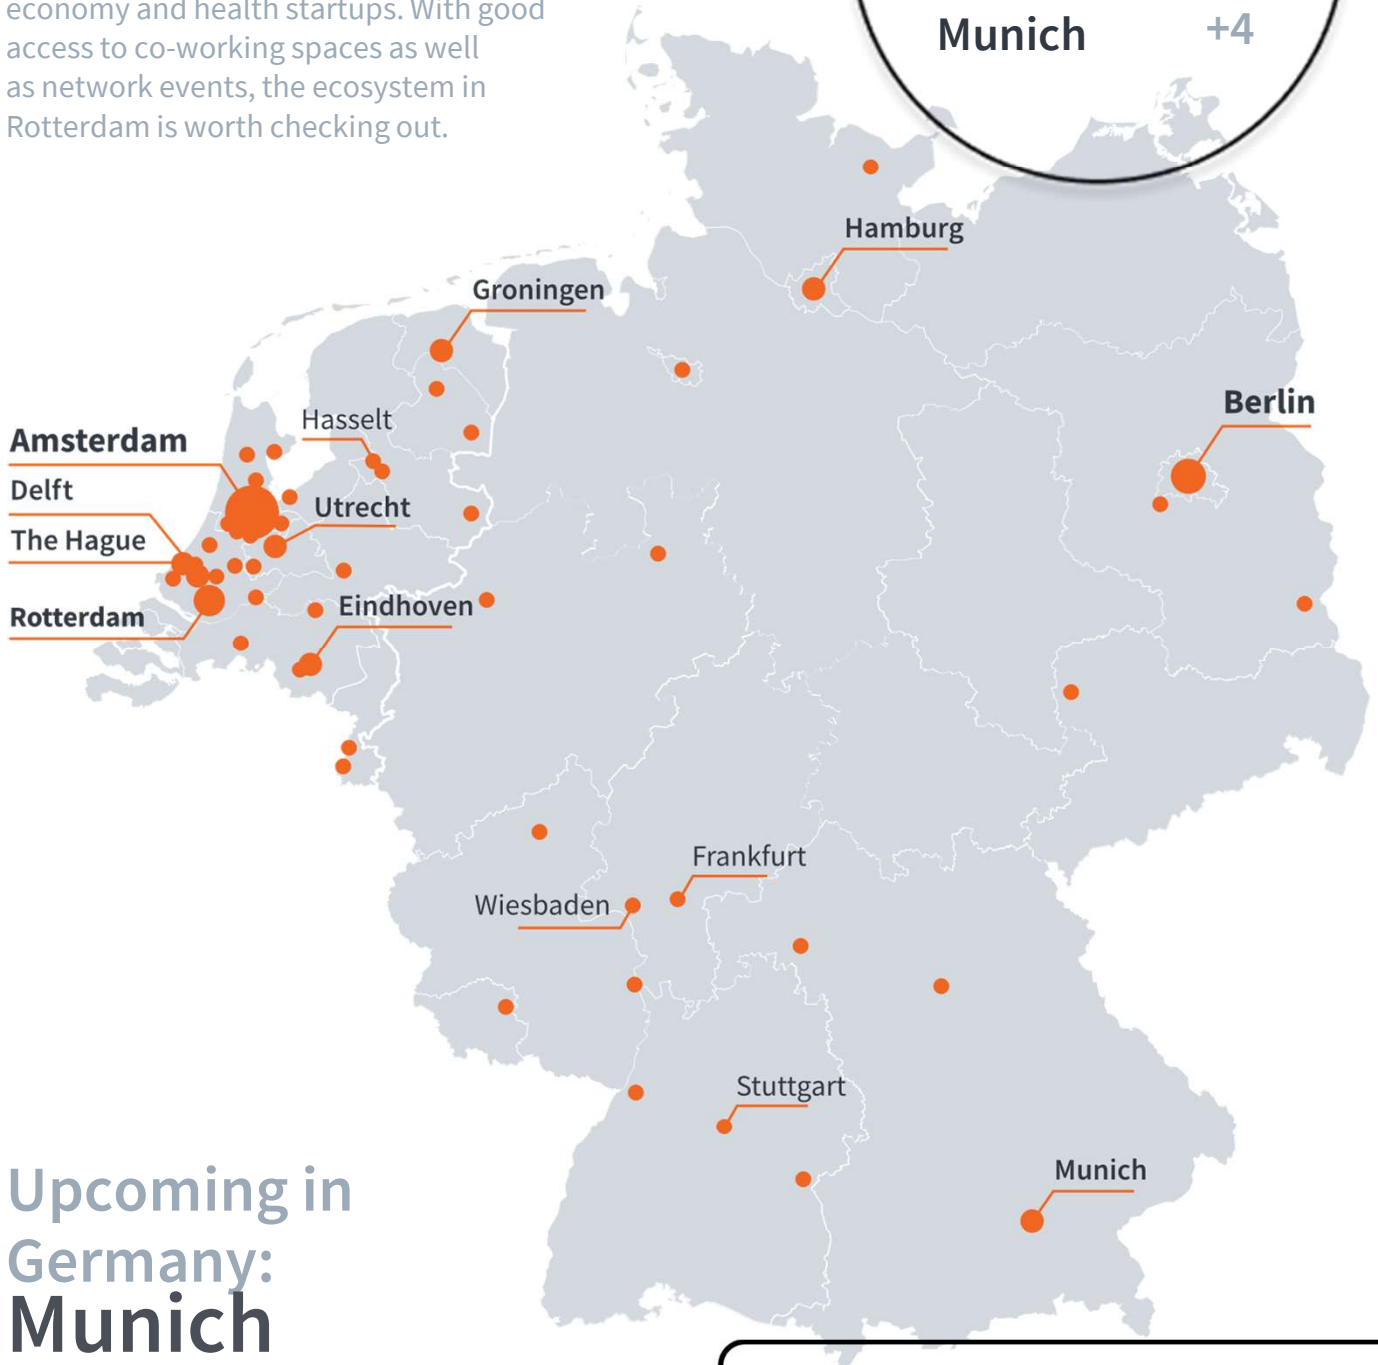 economy and health startups. With good
access to co-working spaces as well
as network events, the ecosystem in
Rotterdam is worth checking out.
Munich +4
Hamburg
Groningen
Berlin
Hasselt
Amsterdam
Delft
Utrecht
The Hague
Eindhoven
Rotterdam
Frankfurt
Wiesbaden
Stuttgart
Munich
Upcoming in
Germany:
Munich